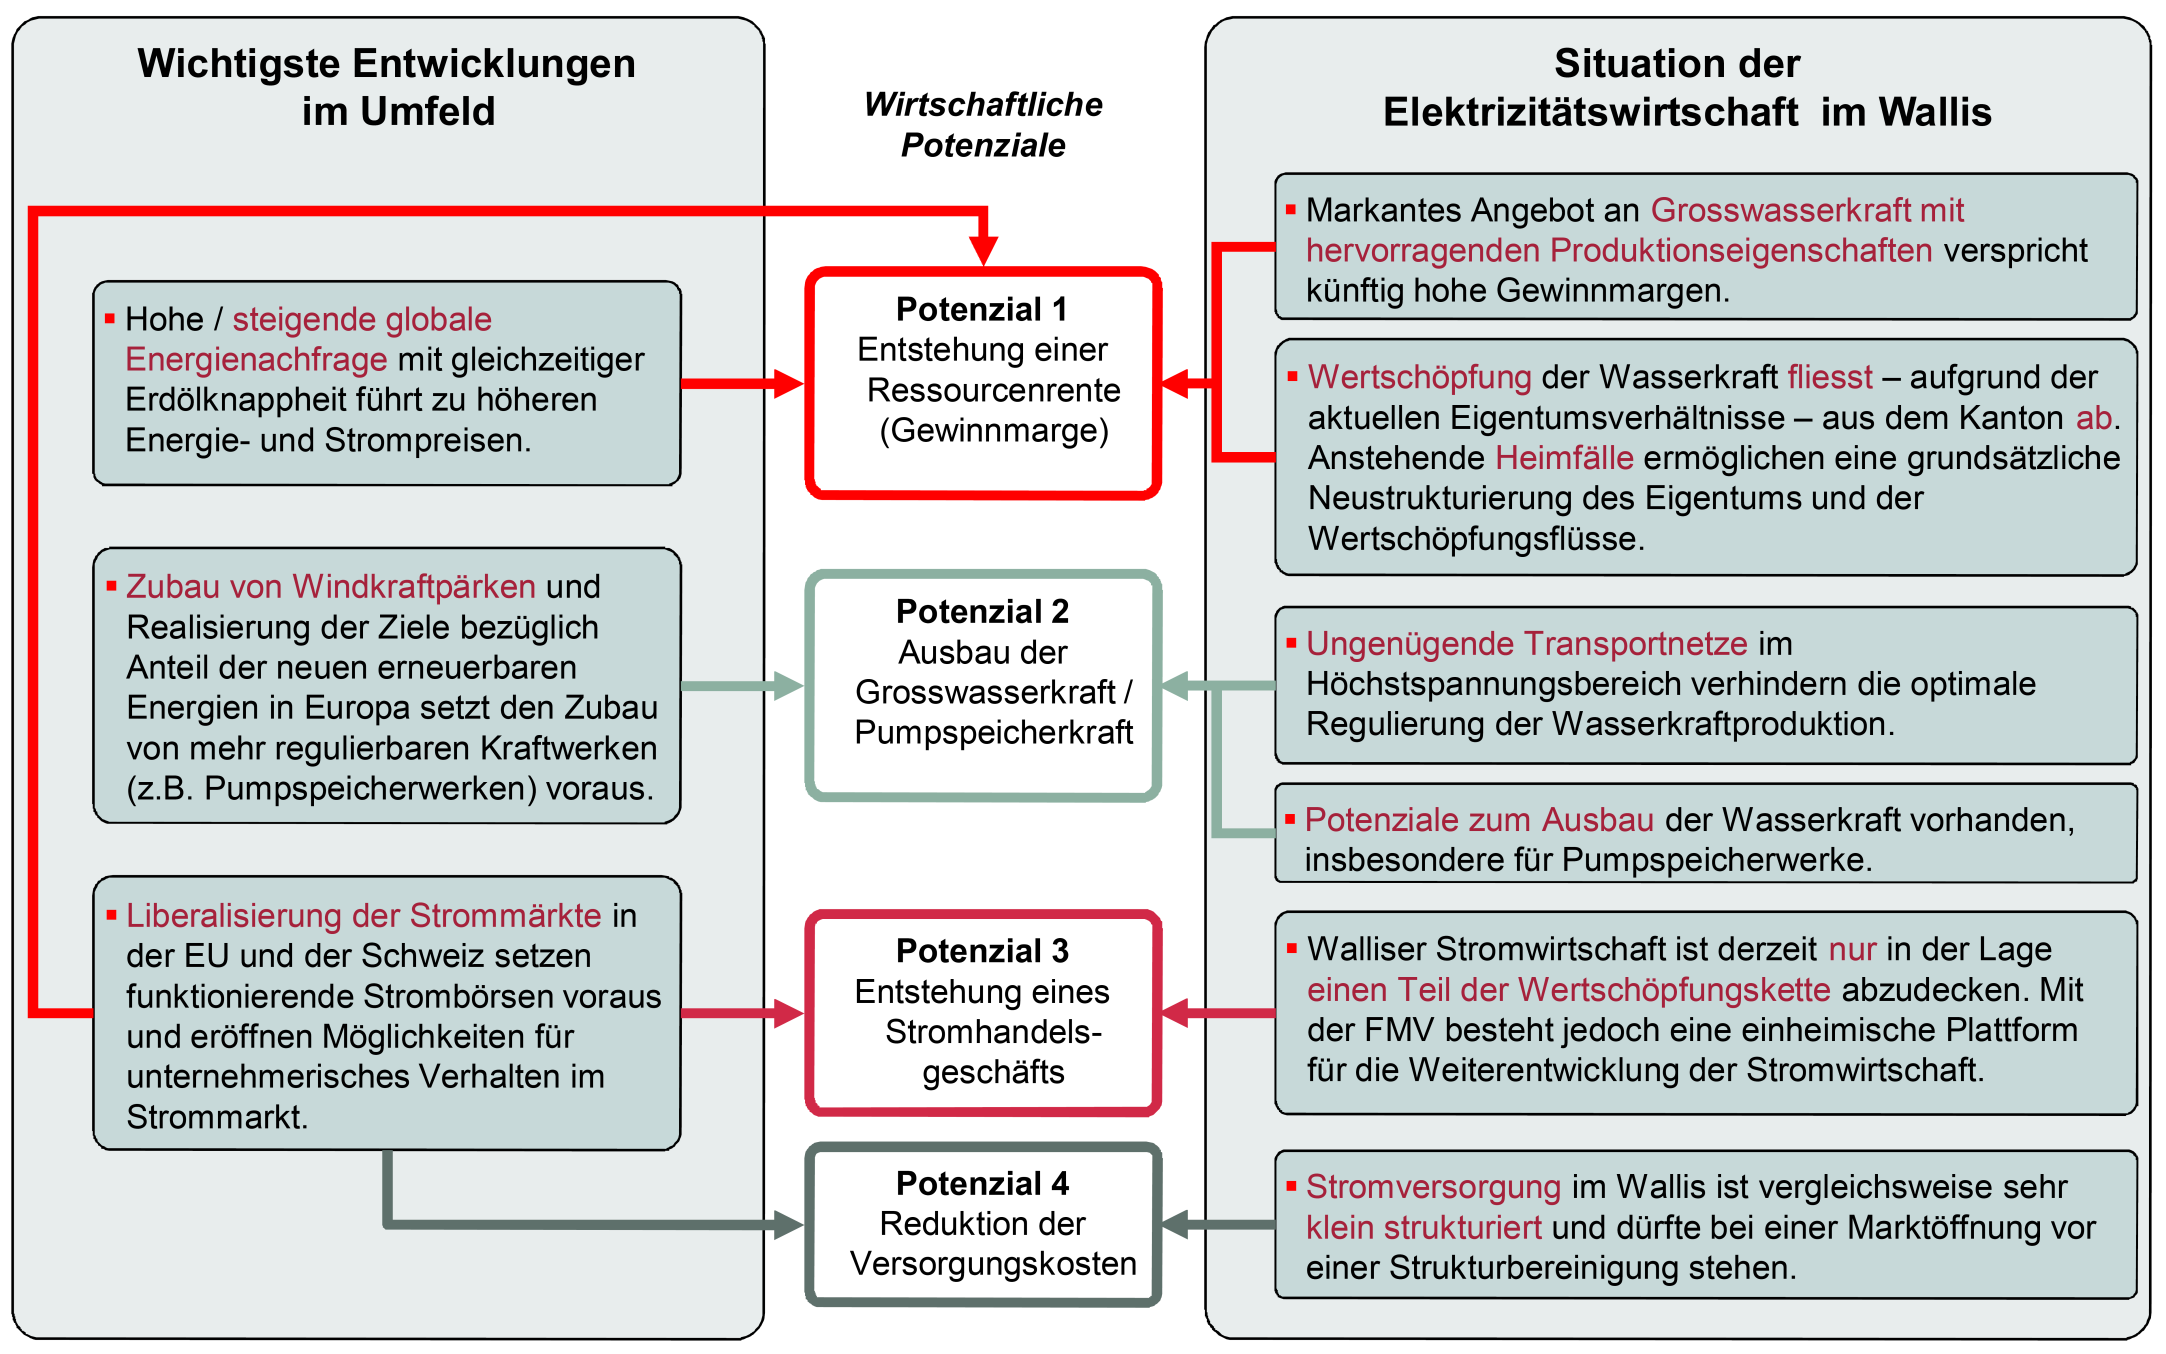 Wichtigste Entwicklungen
im Umfeld
▪ Hohe / steigende globale
Energienachfrage mit gleichzeitiger
Erdölknappheit führt zu höheren
Energie- und Strompreisen.
▪ Zubau von Windkraftpärken und
Realisierung der Ziele bezüglich
Anteil der neuen erneuerbaren
Energien in Europa setzt den Zubau
von mehr regulierbaren Kraftwerken
(z.B. Pumpspeicherwerken) voraus.
▪ Liberalisierung der Strommärkte in
der EU und der Schweiz setzen
funktionierende Strombörsen voraus
und eröffnen Möglichkeiten für
unternehmerisches Verhalten im
Strommarkt.
Wirtschaftliche
Potenziale
Potenzial 1
Entstehung einer
Ressourcenrente
(Gewinnmarge)
Potenzial 2
Ausbau der
Grosswasserkraft /
Pumpspeicherkraft
Potenzial 3
Entstehung eines
Stromhandels-
geschäfts
Potenzial 4
Reduktion der
Versorgungskosten
Situation der
Elektrizitätswirtschaft im Wallis
▪ Markantes Angebot an Grosswasserkraft mit
hervorragenden Produktionseigenschaften verspricht
künftig hohe Gewinnmargen.
▪ Wertschöpfung der Wasserkraft fliesst – aufgrund der
aktuellen Eigentumsverhältnisse – aus dem Kanton ab.
Anstehende Heimfälle ermöglichen eine grundsätzliche
Neustrukturierung des Eigentums und der
Wertschöpfungsflüsse.
▪ Ungenügende Transportnetze im
Höchstspannungsbereich verhindern die optimale
Regulierung der Wasserkraftproduktion.
▪ Potenziale zum Ausbau der Wasserkraft vorhanden,
insbesondere für Pumpspeicherwerke.
▪ Walliser Stromwirtschaft ist derzeit nur in der Lage
einen Teil der Wertschöpfungskette abzudecken. Mit
der FMV besteht jedoch eine einheimische Plattform
für die Weiterentwicklung der Stromwirtschaft.
▪ Stromversorgung im Wallis ist vergleichsweise sehr
klein strukturiert und dürfte bei einer Marktöffnung vor
einer Strukturbereinigung stehen.